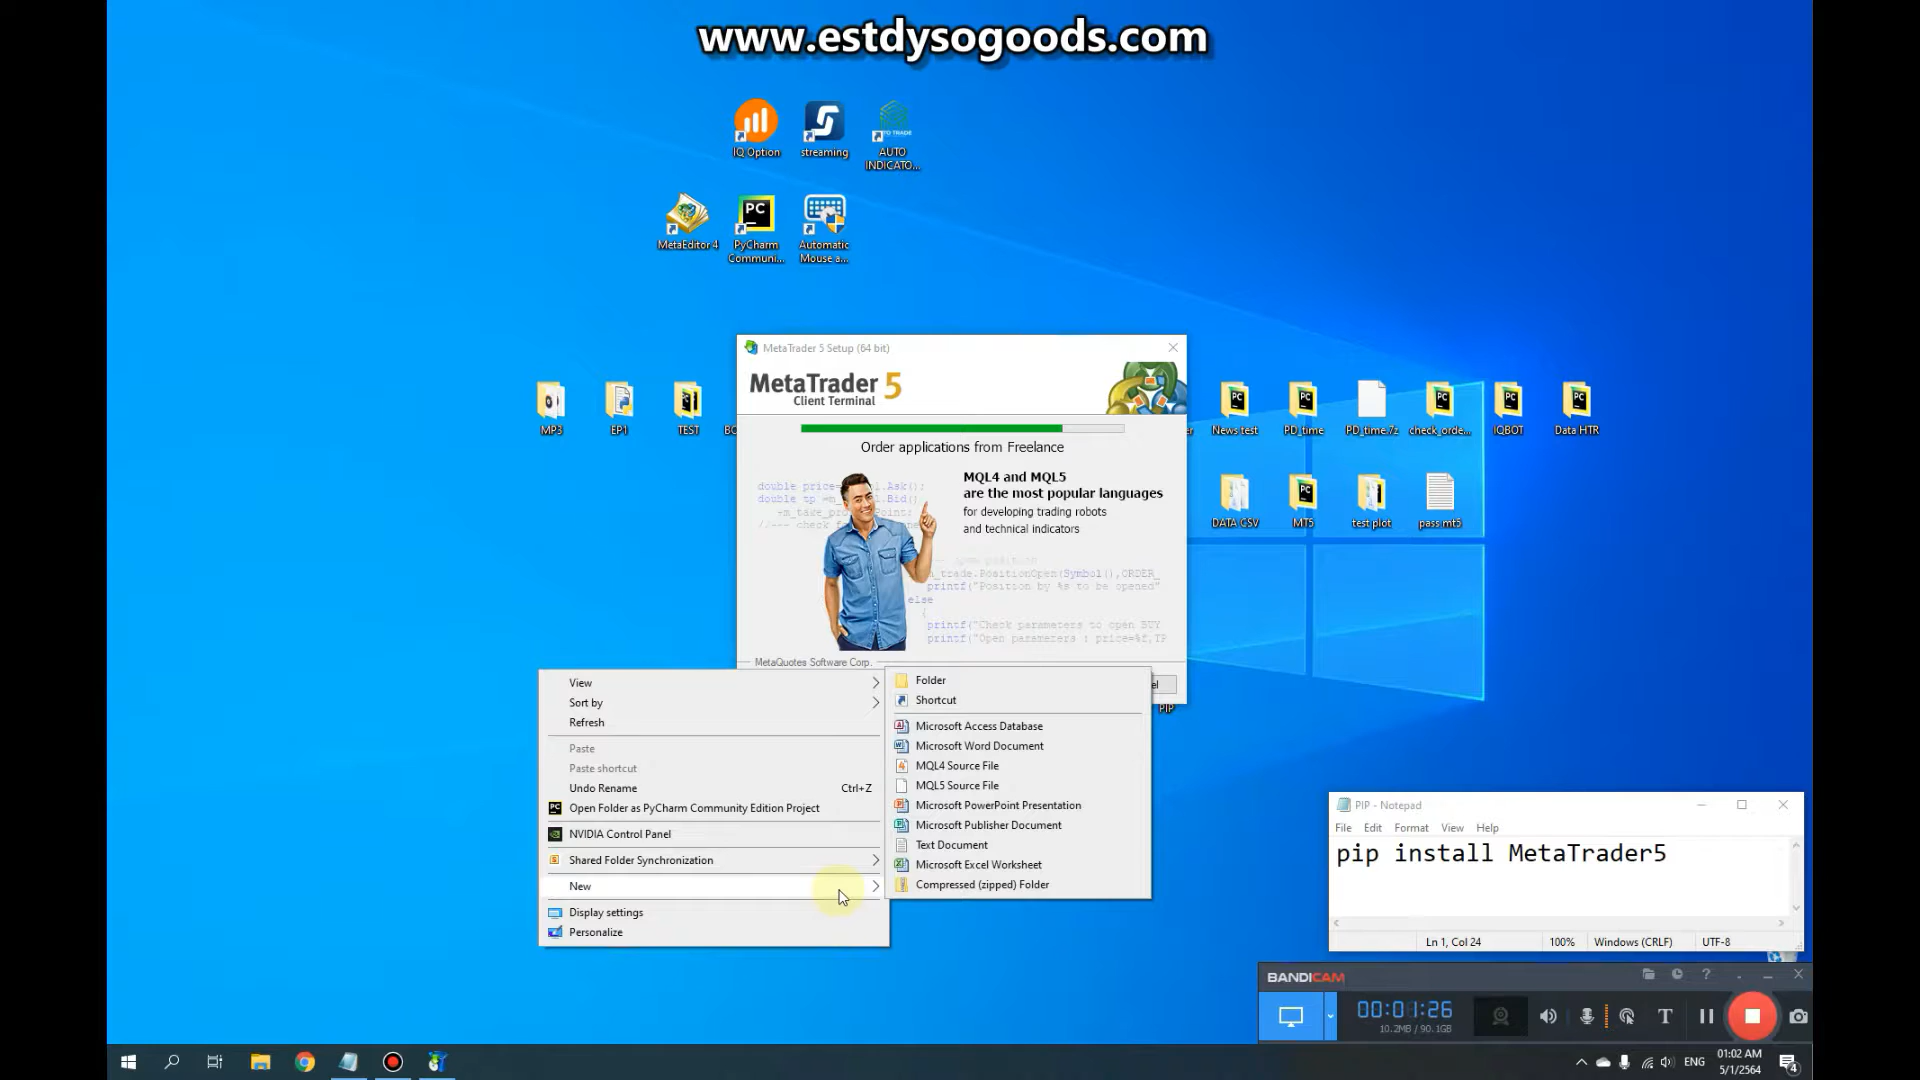 www.estdysogoods.com
IQ Option
streaming
AUTO
INDICATO...
MetaEditor 4
PyCharm
Communi...
Automatic
Mouse a...
MetaTrader 5 Setup (64 bit)
MetaTrader 5
Client Terminal
Order applications from Freelance
MQL4 and MQL5
are the most popular languages
for developing trading robots
and technical indicators
MetaQuotes Software Corp.
MP3
EP1
TEST
News test
PD_time
PD_time.7z
check_orde...
IQBOT
Data HTR
DATA CSV
MT5
test plot
pass mt5
PIP
View
Sort by
Refresh
Paste
Paste shortcut
Undo Rename Ctrl+Z
Open Folder as PyCharm Community Edition Project
NVIDIA Control Panel
Shared Folder Synchronization
New
Display settings
Personalize
Folder
Shortcut
Microsoft Access Database
Microsoft Word Document
MQL4 Source File
MQL5 Source File
Microsoft PowerPoint Presentation
Microsoft Publisher Document
Text Document
Microsoft Excel Worksheet
Compressed (zipped) Folder
PIP - Notepad
File Edit Format View Help
pip install MetaTrader5
Ln 1, Col 24 100% Windows (CRLF) UTF-8
BANDICAM
00:01:26
10.2MB / 90.1GB
ENG
01:02 AM
5/1/2564